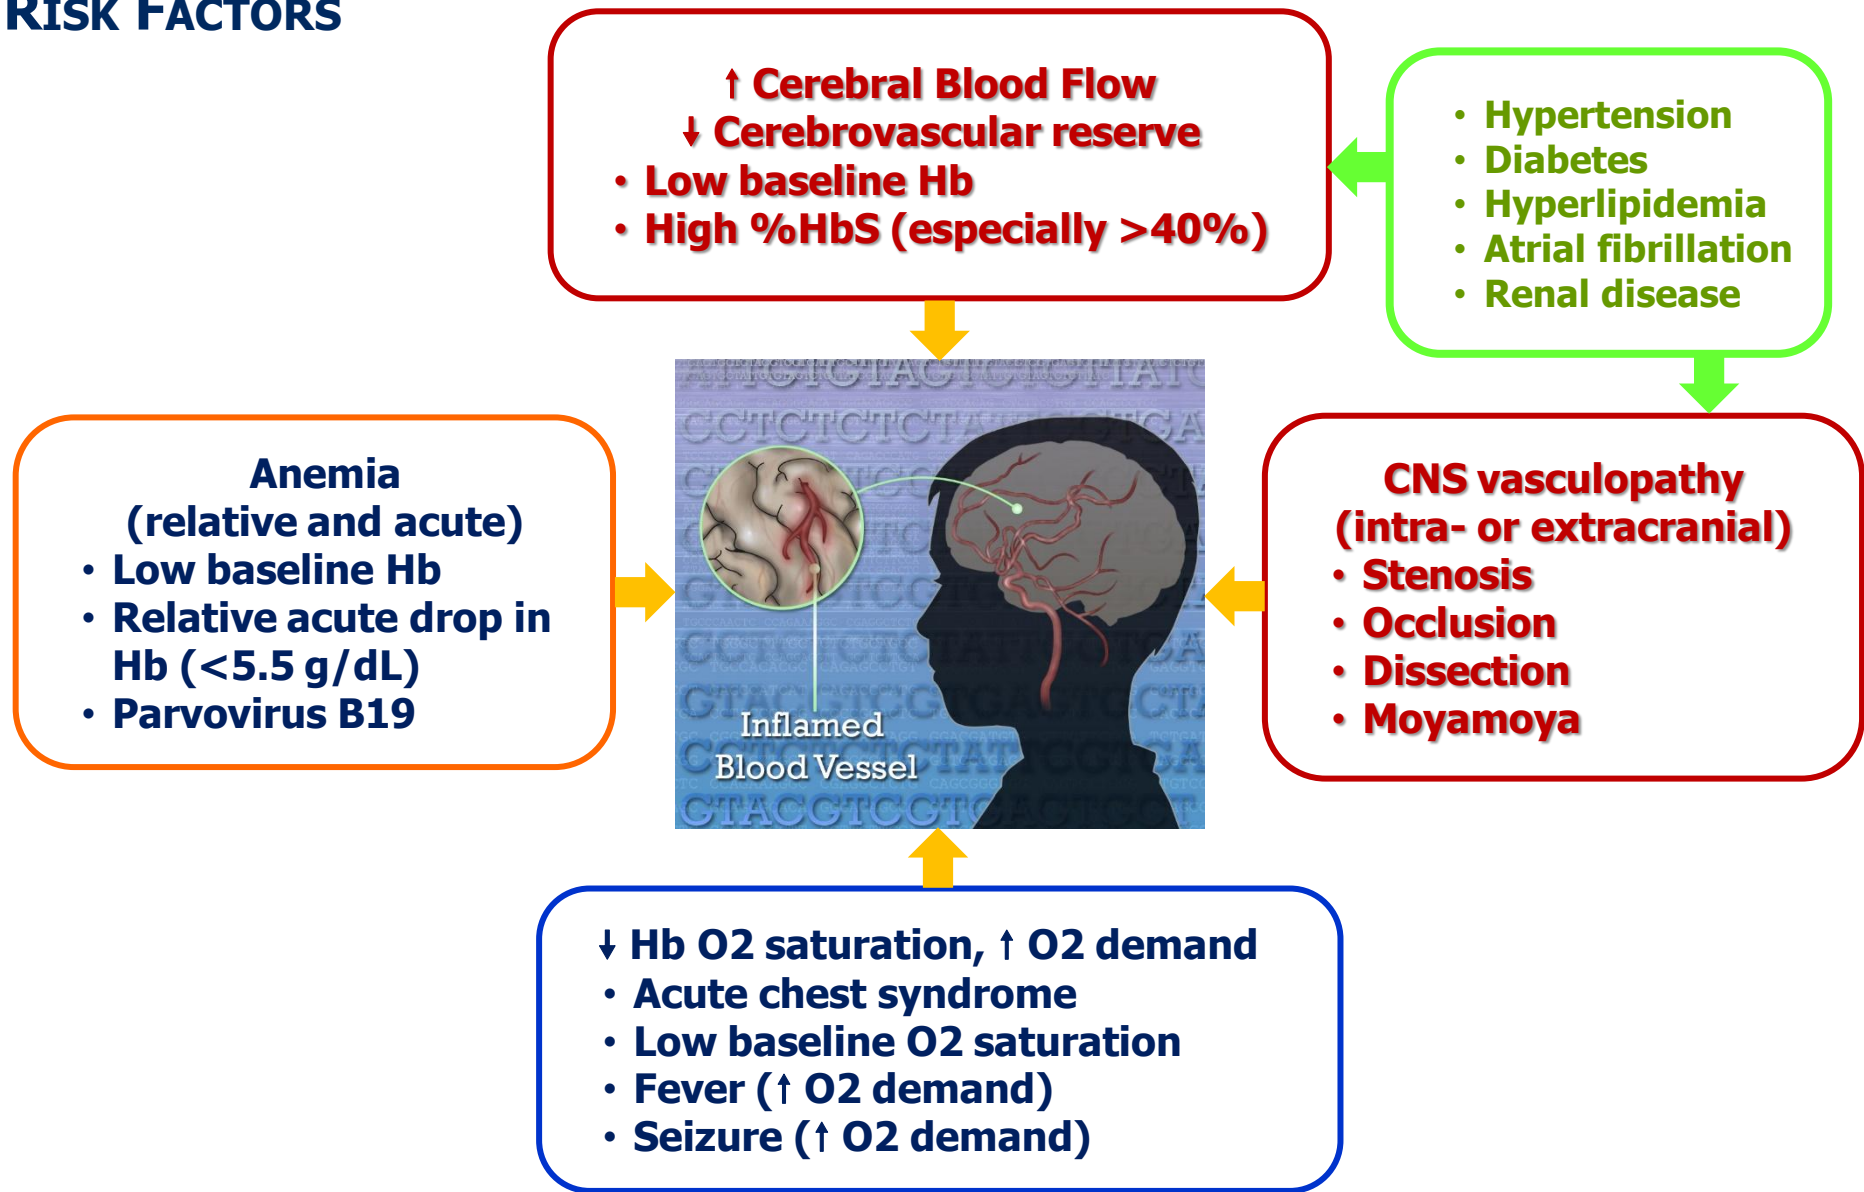 RISK FACTORS
↑ Cerebral Blood Flow
↓ Cerebrovascular reserve
• Low baseline Hb
• High %HbS (especially >40%)
• Hypertension
• Diabetes
• Hyperlipidemia
• Atrial fibrillation
• Renal disease
Anemia
(relative and acute)
• Low baseline Hb
• Relative acute drop in
Hb (<5.5 g/dL)
• Parvovirus B19
Inflamed
Blood Vessel
CNS vasculopathy
(intra- or extracranial)
• Stenosis
• Occlusion
• Dissection
• Moyamoya
↓ Hb O2 saturation, ↑ O2 demand
• Acute chest syndrome
• Low baseline O2 saturation
• Fever (↑ O2 demand)
• Seizure (↑ O2 demand)